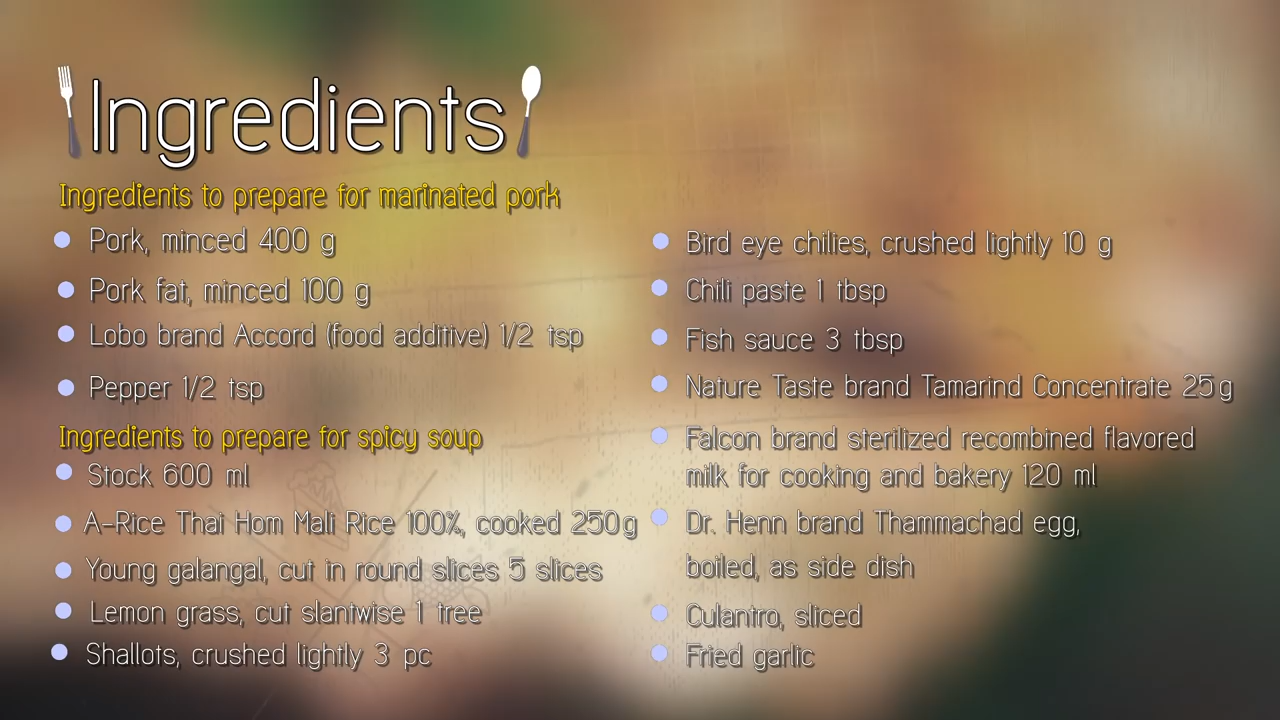 Ingredients
Ingredients to prepare for marinated pork
Pork, minced 400 g
Pork fat, minced 100 g
Lobo brand Accord (food additive) 1/2 tsp
Pepper 1/2 tsp
Ingredients to prepare for spicy soup
Stock 600 ml
A-Rice Thai Hom Mali Rice 100%, cooked 250g
Young galangal, cut in round slices 5 slices
Lemon grass, cut slantwise 1 tree
Shallots, crushed lightly 3 pc
Bird eye chilies, crushed lightly 10 g
Chili paste 1 tbsp
Fish sauce 3 tbsp
Nature Taste brand Tamarind Concentrate 25g
Falcon brand sterilized recombined flavored
milk for cooking and bakery 120 ml
Dr. Henn brand Thammachad egg,
boiled, as side dish
Culantro, sliced
Fried garlic